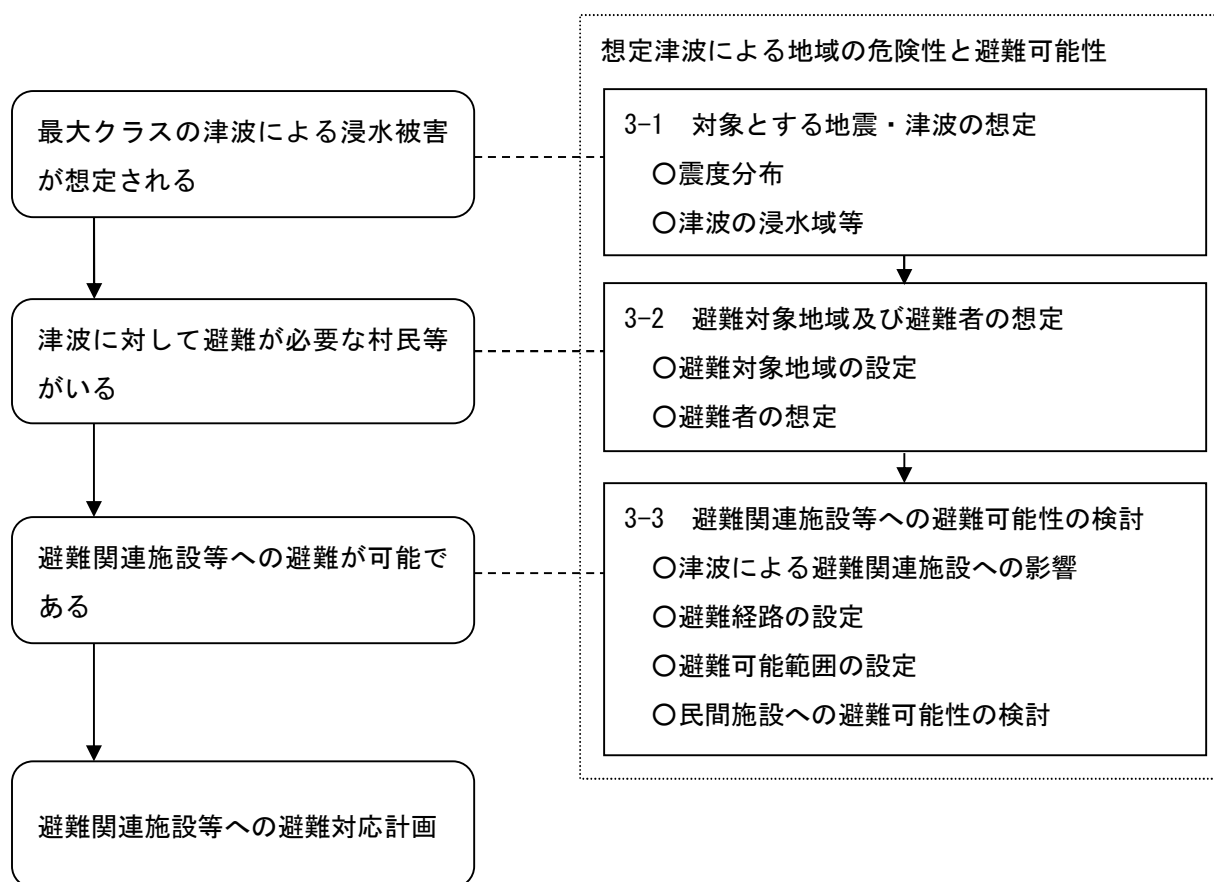 想定津波による地域の危険性と避難可能性
最大クラスの津波による浸水被害
が想定される
3-1 対象とする地震・津波の想定
○震度分布
○津波の浸水域等
津波に対して避難が必要な村民等
がいる
3-2 避難対象地域及び避難者の想定
○避難対象地域の設定
○避難者の想定
避難関連施設等への避難が可能で
ある
3-3 避難関連施設等への避難可能性の検討
○津波による避難関連施設への影響
○避難経路の設定
○避難可能範囲の設定
○民間施設への避難可能性の検討
避難関連施設等への避難対応計画